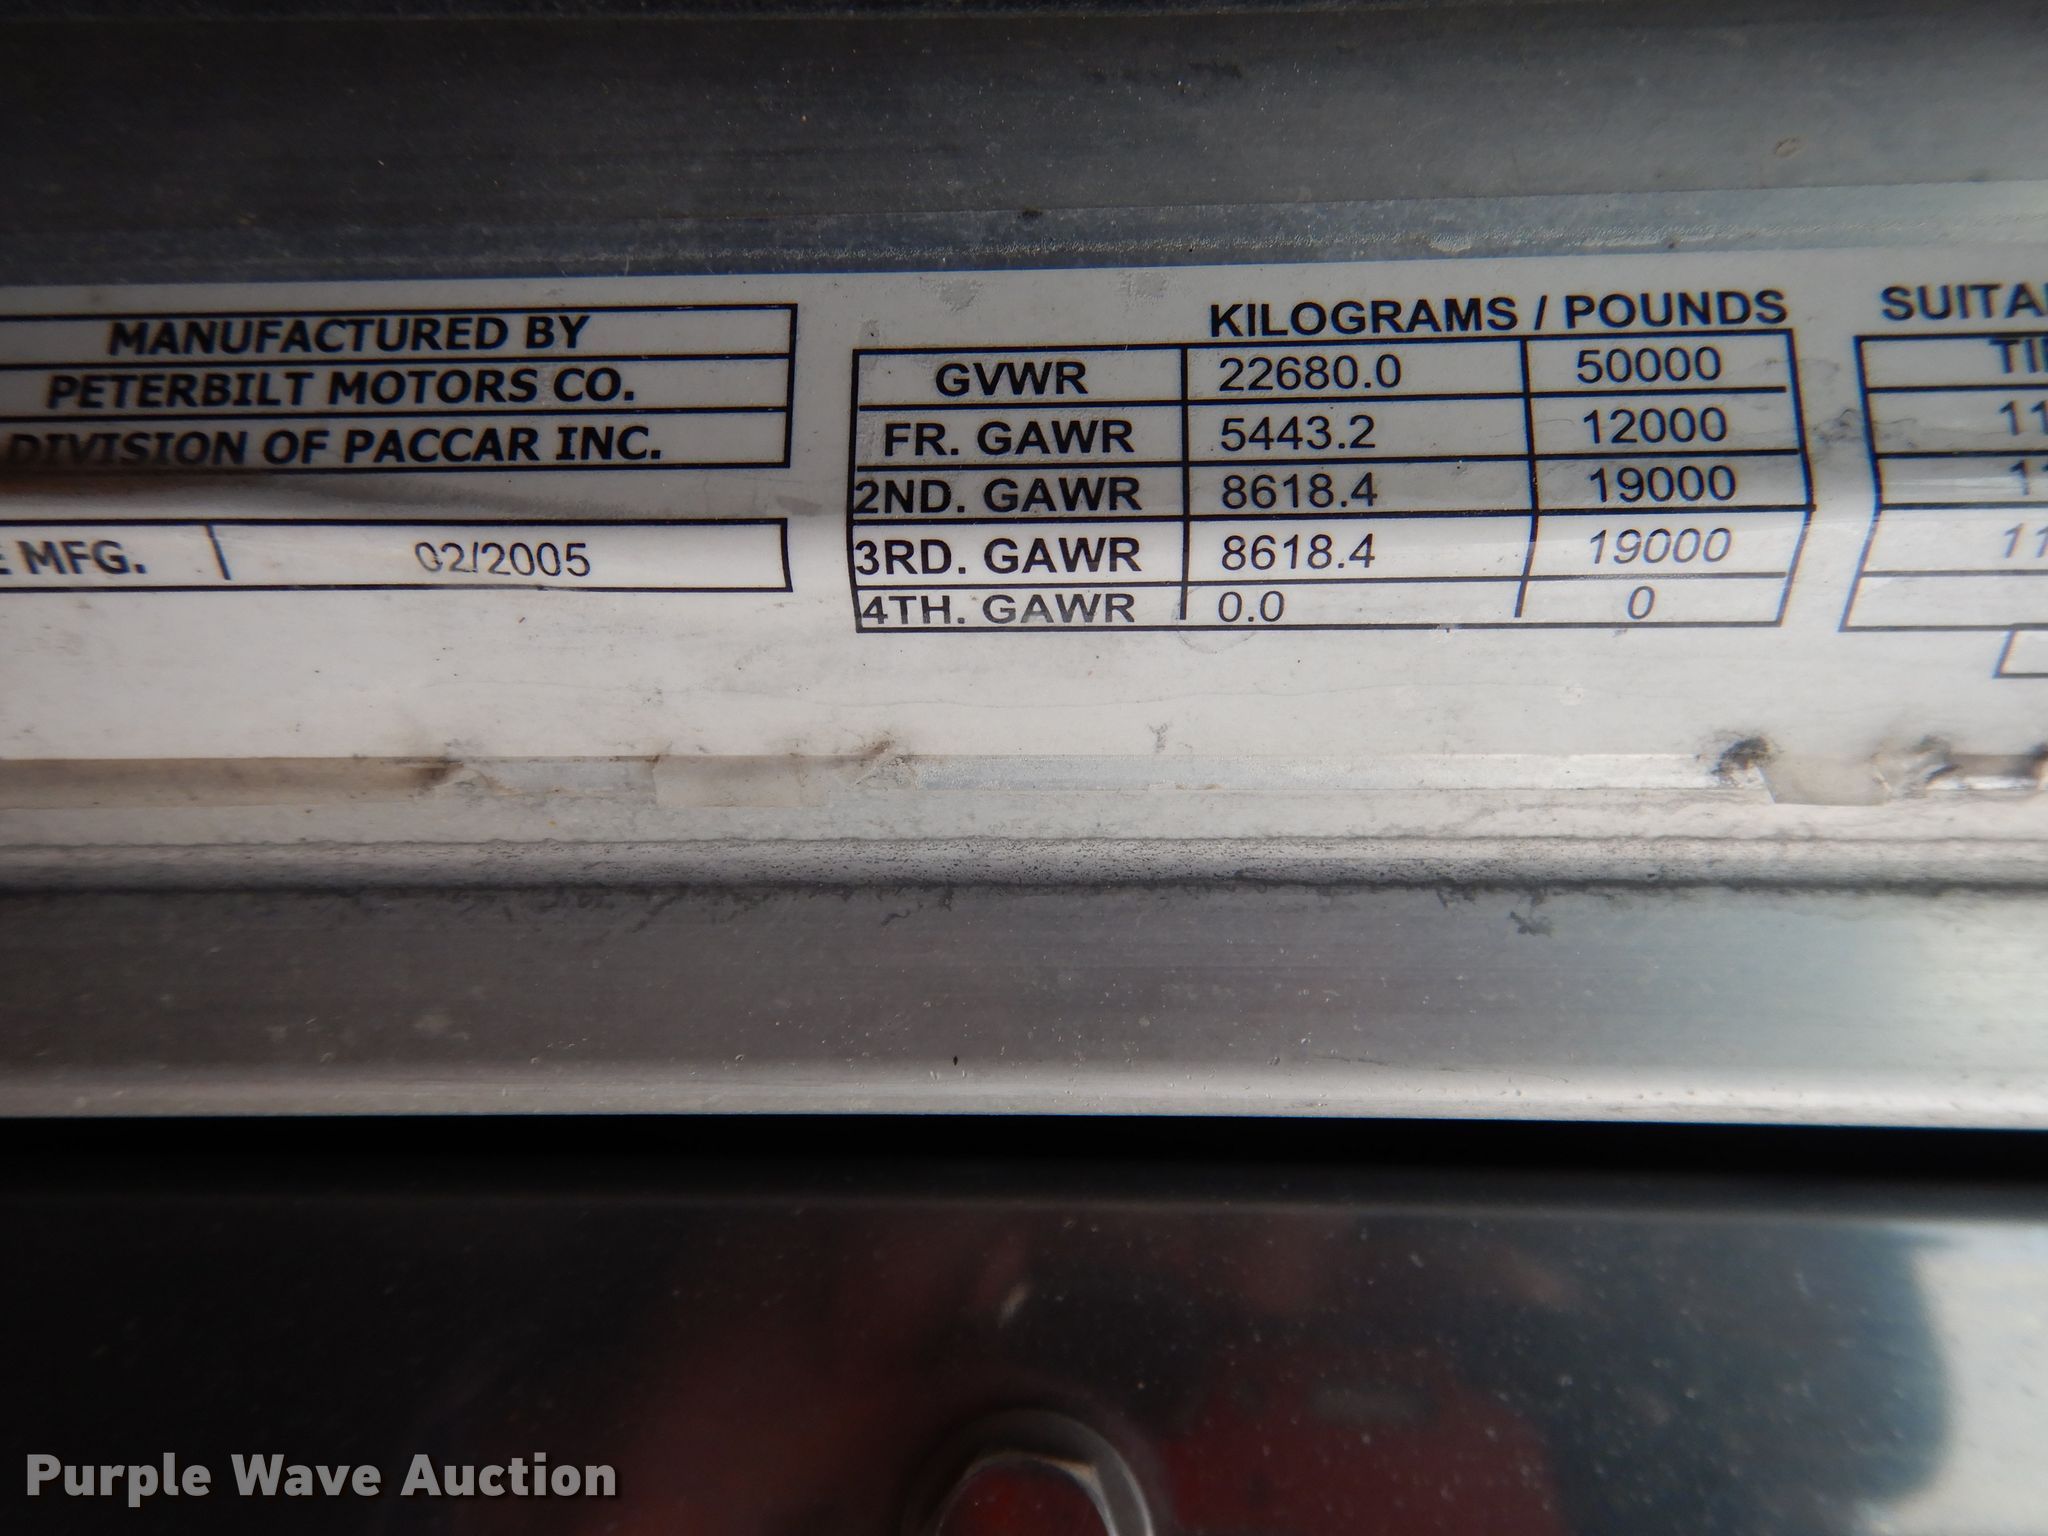 MANUFACTURED BY
PETERBILT MOTORS CO.
DIVISION OF PACCAR INC.
MFG. 02/2005
KILOGRAMS / POUNDS
GVWR 22680.0 50000
FR. GAWR 5443.2 12000
2ND. GAWR 8618.4 19000
3RD. GAWR 8618.4 19000
4TH. GAWR 0.0 0
Purple Wave Auction